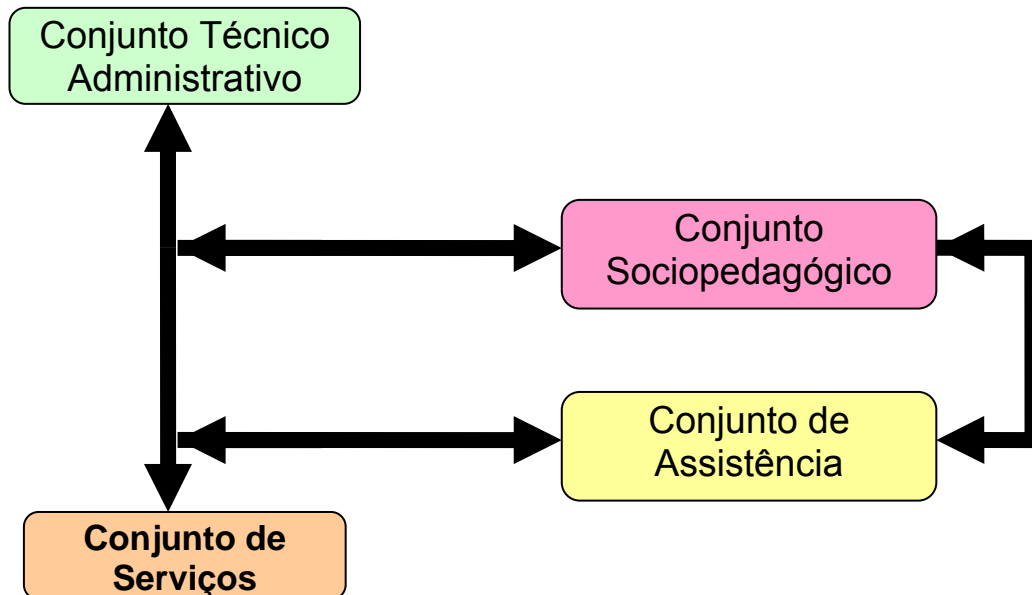 Conjunto Técnico
Administrativo
Conjunto
Sociopedagógico
Conjunto de
Assistência
Conjunto de
Serviços